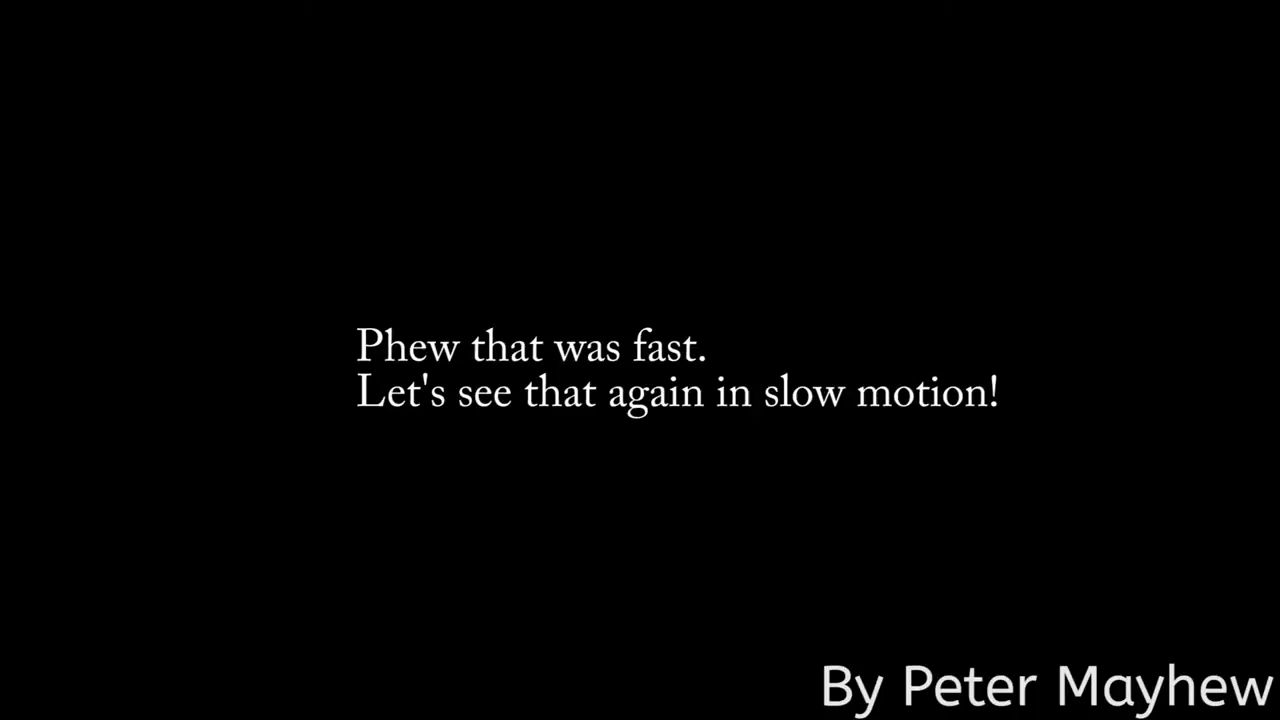 Phew that was fast.
Let's see that again in slow motion!
By Peter Mayhew